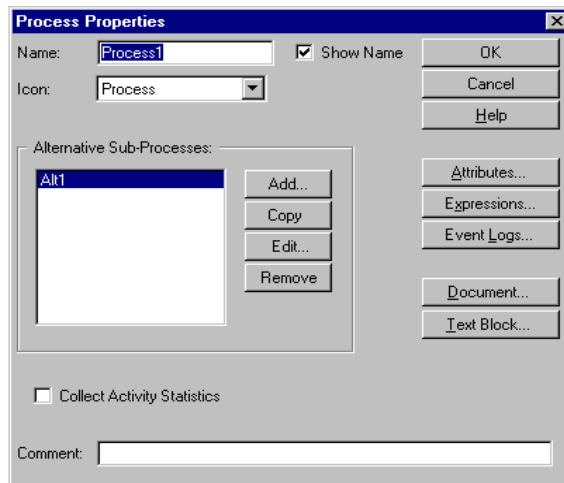 Process Properties
Name: Process1 Show Name OK
Icon: Process Cancel
Help
Alternative Sub-Processes:
Alt1
Add...
Copy
Edit...
Remove
Attributes...
Expressions...
Event Logs...
Document...
Text Block...
Collect Activity Statistics
Comment: